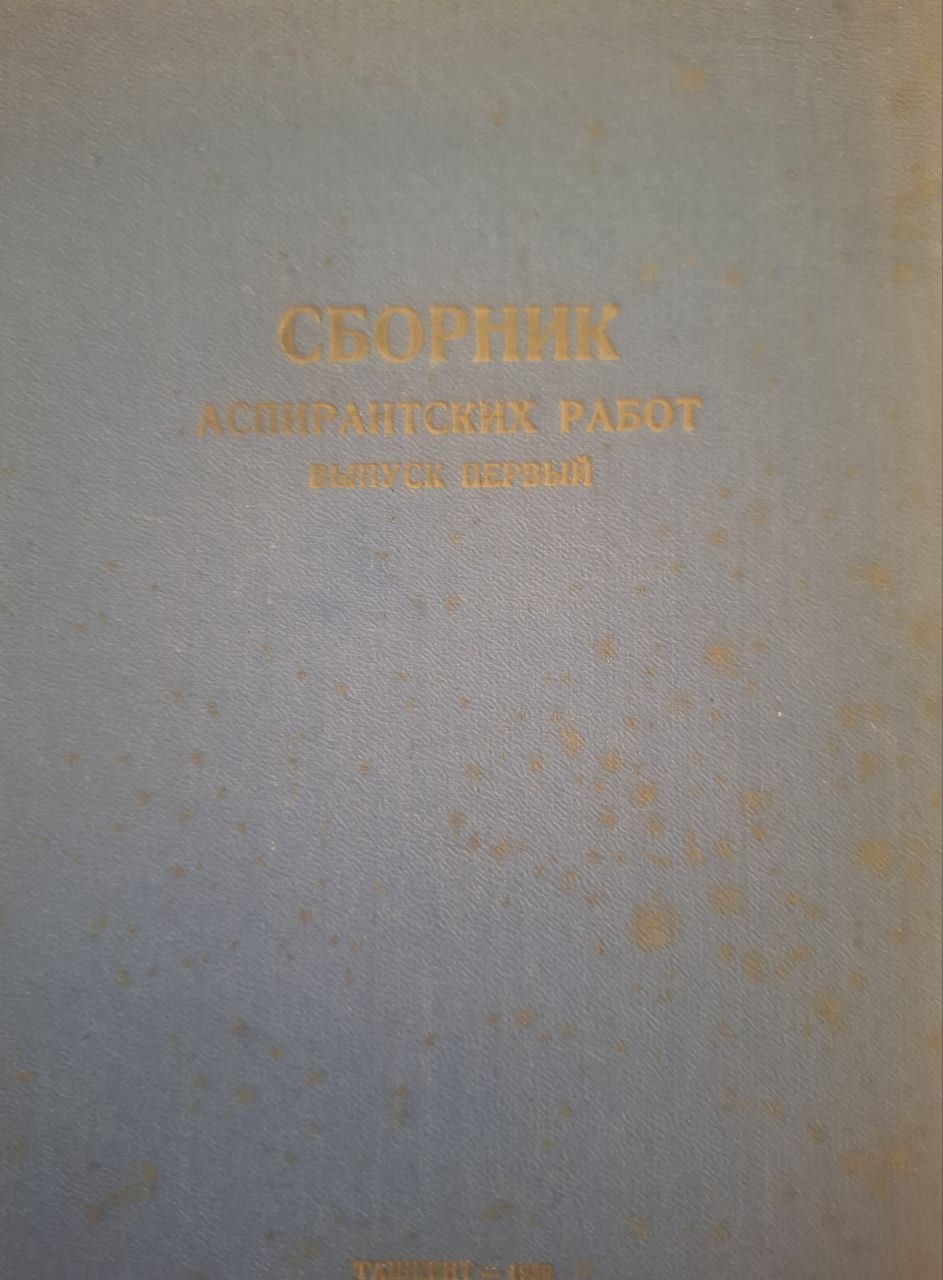 СБОРНИК
АСПИРАНТСКИХ РАБОТ
ВЫПУСК ПЕРВЫЙ
ТАШКЕНТ —